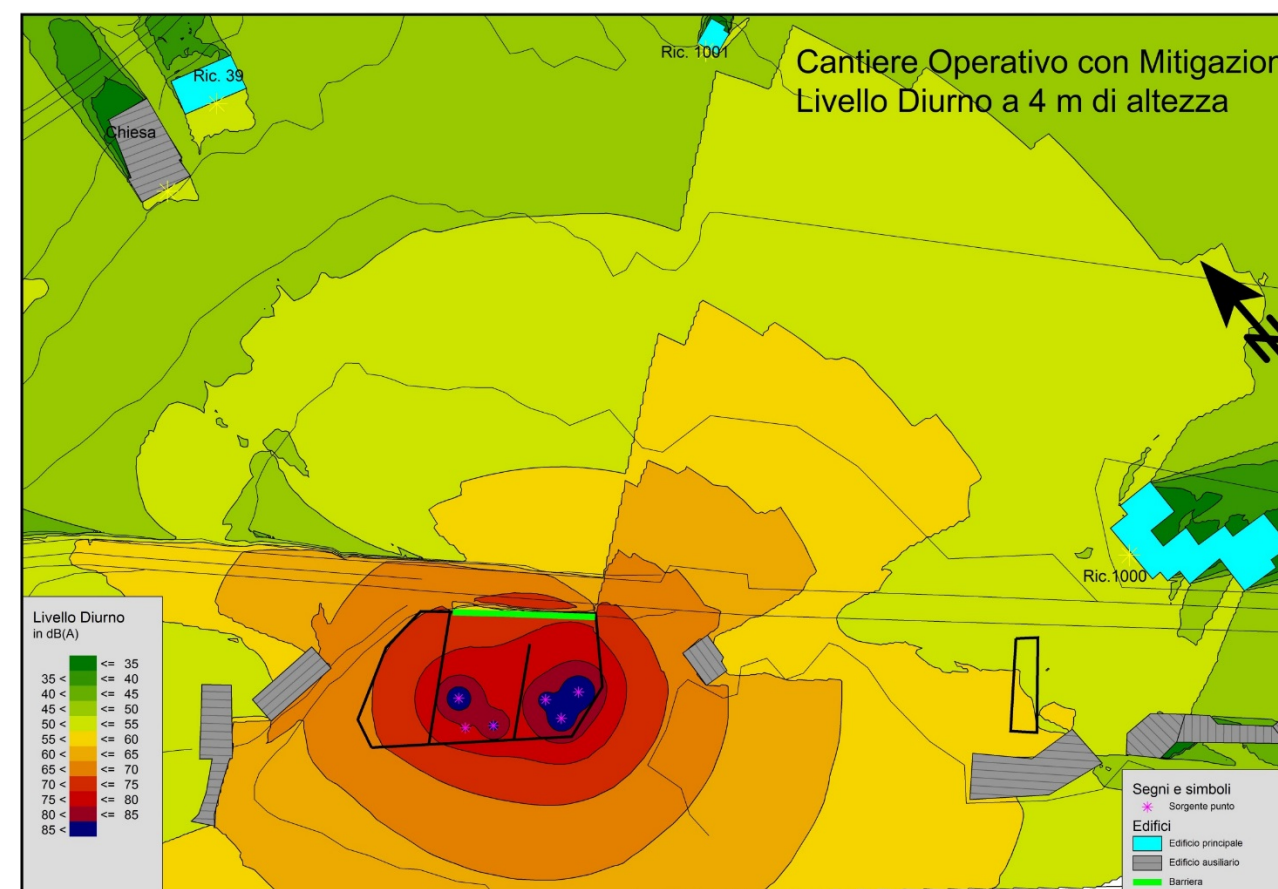 Ric. 1001
Cantiere Operativo con Mitigazion
Livello Diurno a 4 m di altezza
Ric. 39
Chiesa
N
Ric.1000
Livello Diurno
in dB(A)
<= 35
35 < <= 40
40 < <= 45
45 < <= 50
50 < <= 55
55 < <= 60
60 < <= 65
65 < <= 70
70 < <= 75
75 < <= 80
80 < <= 85
85 <
Segni e simboli
Sorgente punto
Edifici
Edificio principale
Edificio ausiliario
Barriera